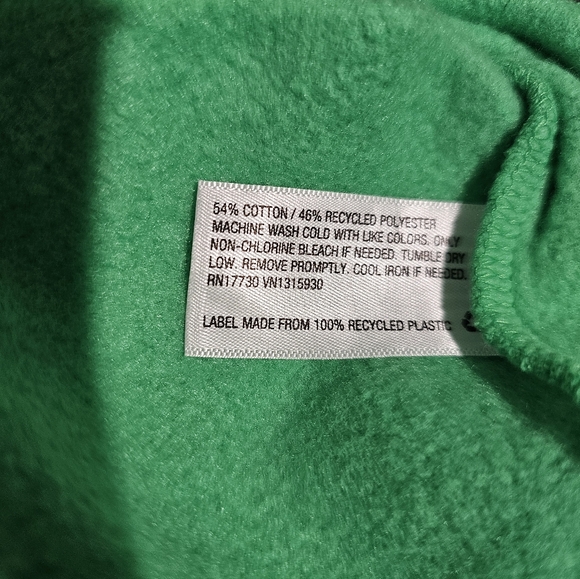 54% COTTON / 46% RECYCLED POLYESTER
MACHINE WASH COLD WITH LIKE COLORS. ONLY
NON-CHLORINE BLEACH IF NEEDED. TUMBLE DRY
LOW. REMOVE PROMPTLY. COOL IRON IF NEEDED.
RN17730 VN1315930
LABEL MADE FROM 100% RECYCLED PLASTIC